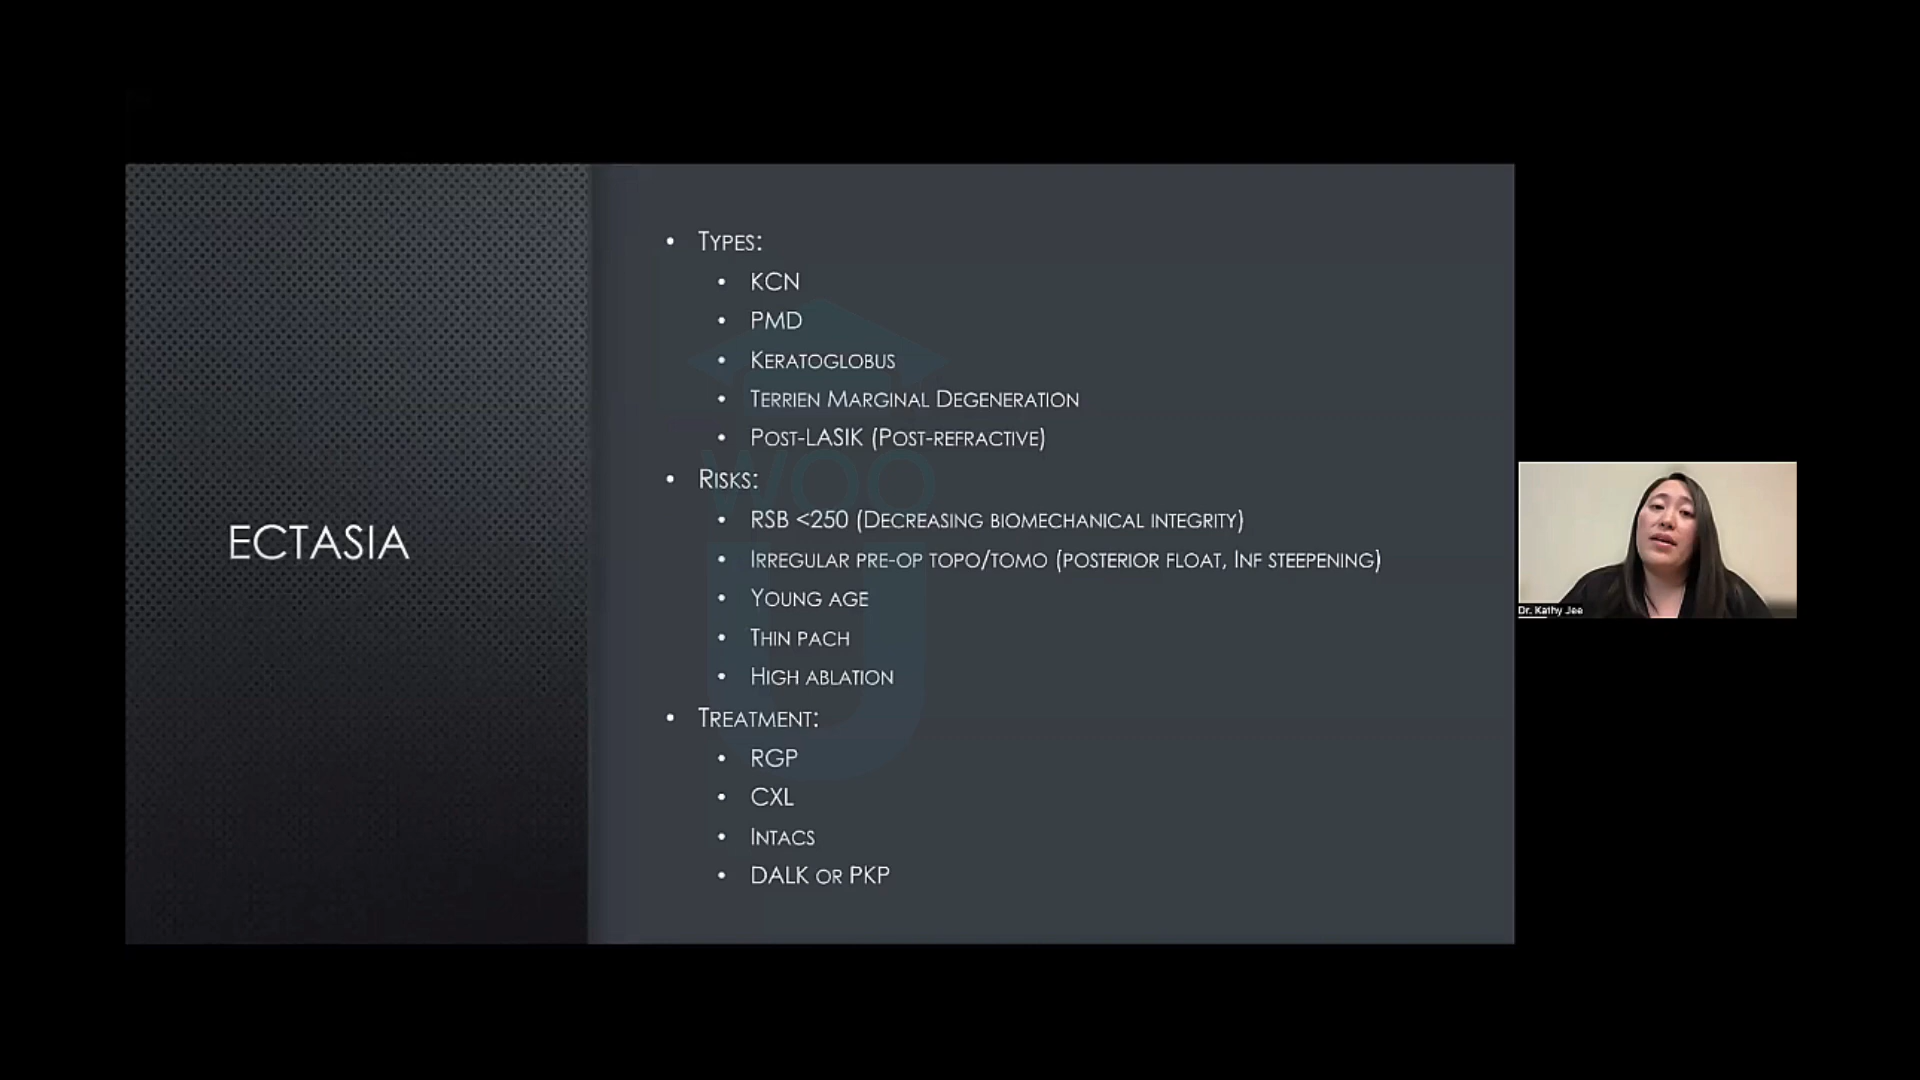 ECTASIA
• TYPES:
• KCN
• PMD
• KERATOGLOBUS
• TERRIEN MARGINAL DEGENERATION
• POST-LASIK (POST-REFRACTIVE)
• RISKS:
• RSB <250 (DECREASING BIOMECHANICAL INTEGRITY)
• IRREGULAR PRE-OP TOPO/TOMO (POSTERIOR FLOAT, INF STEEPENING)
• YOUNG AGE
• THIN PACH
• HIGH ABLATION
• TREATMENT:
• RGP
• CXL
• INTACS
• DALK OR PKP
WOO
U
Dr. Kathy Jee